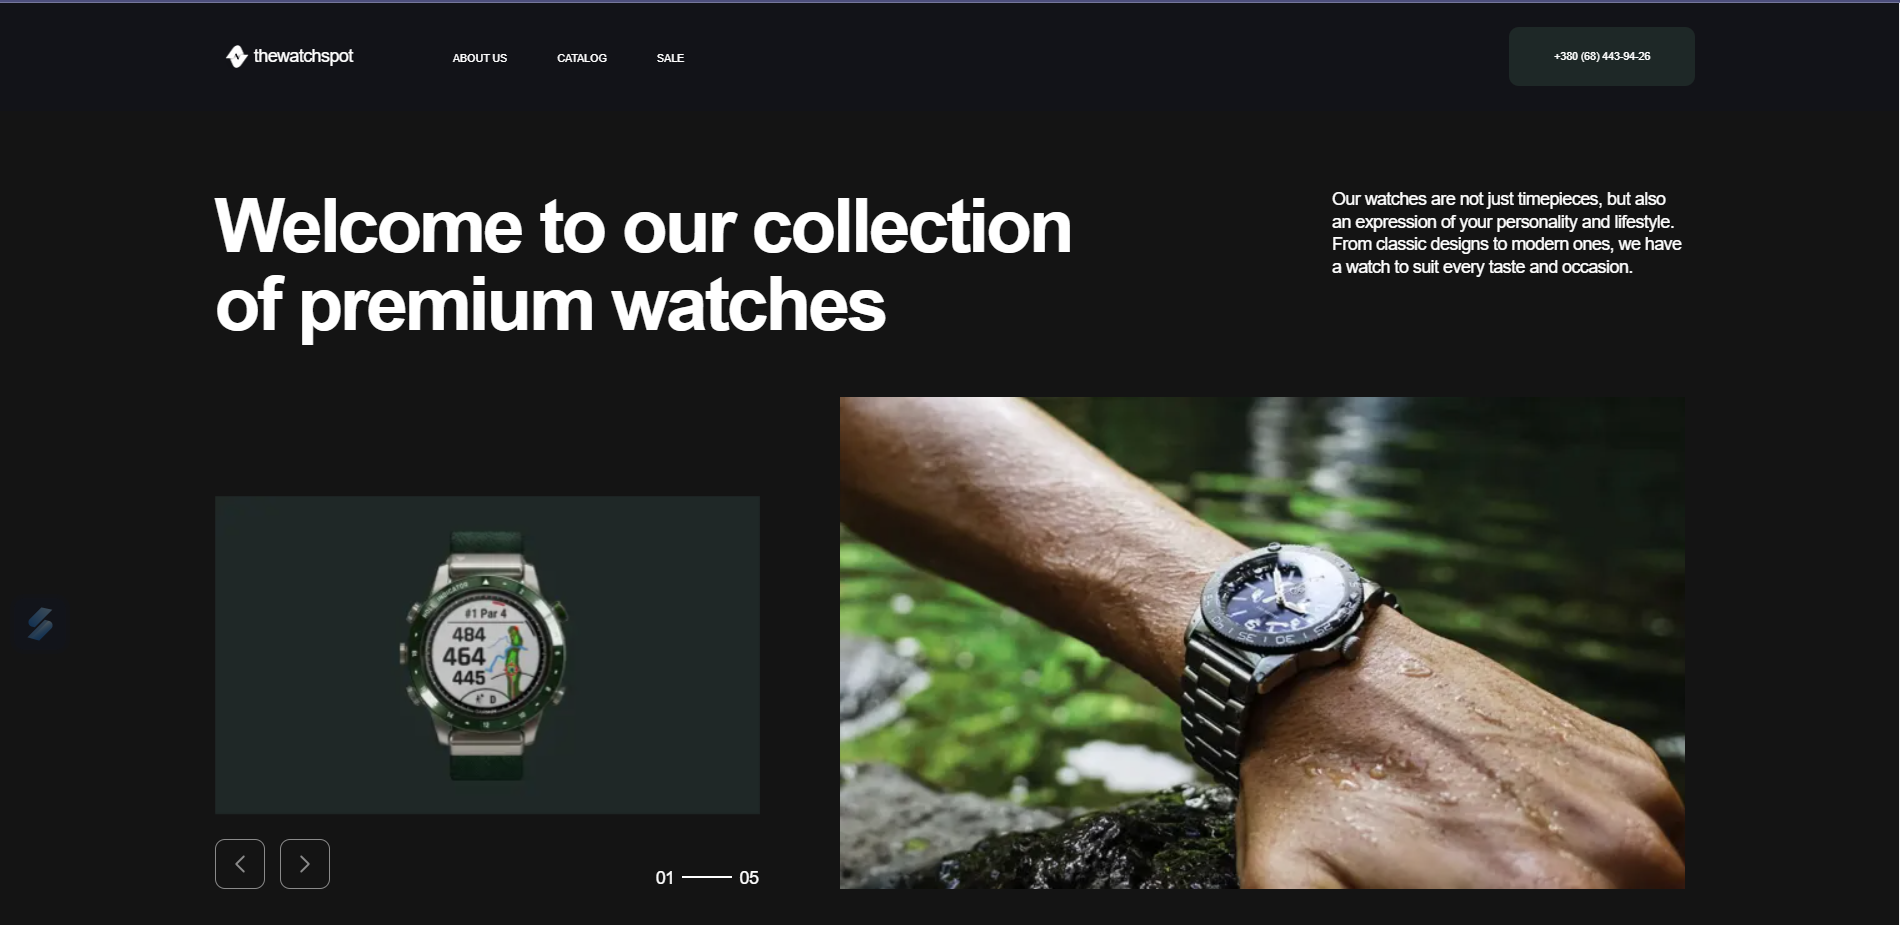 thewatchspot
ABOUT US
CATALOG
SALE
+380 (68) 443-94-26
Welcome to our collection
of premium watches
Our watches are not just timepieces, but also
an expression of your personality and lifestyle.
From classic designs to modern ones, we have
a watch to suit every taste and occasion.
#1 Par 4
484
464
445
D
01
05